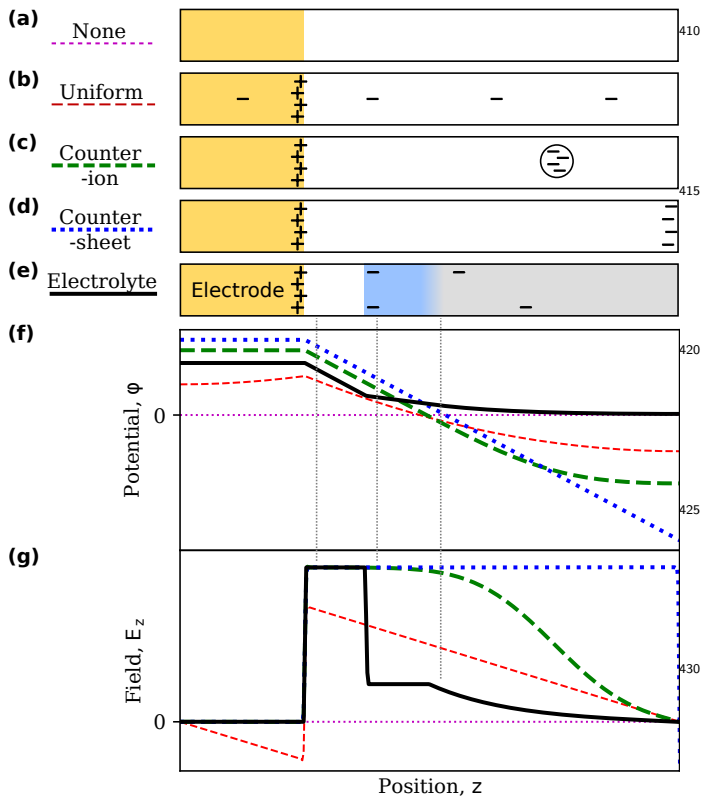 (a)
None
410
(b)
Uniform
(c)
Counter
-ion
415
(d)
Counter
-sheet
(e)
Electrolyte
Electrode
(f)
420
0
Potential, φ
425
(g)
430
0
Field, E_z
Position, z